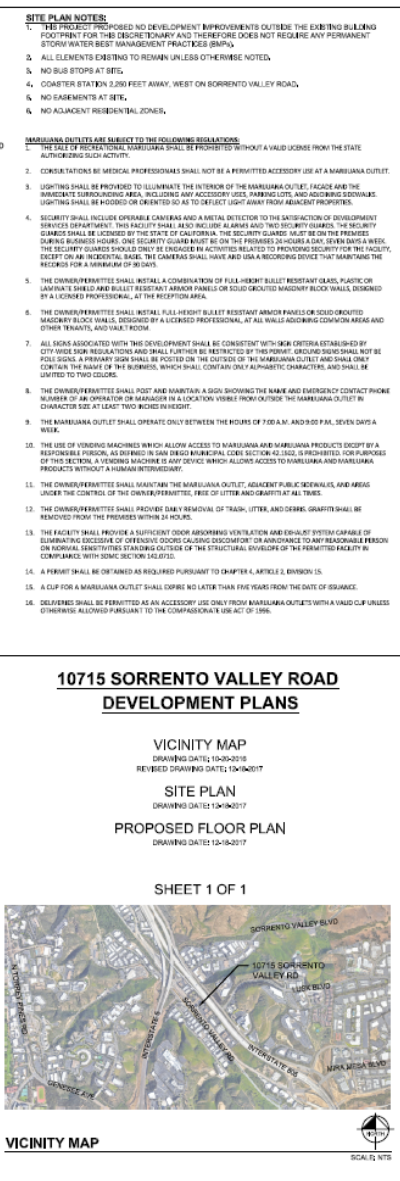 SITE PLAN NOTES:
1. THIS PROJECT PROPOSED NO DEVELOPMENT IMPROVEMENTS OUTSIDE THE EXISTING BUILDING
FOOTPRINT FOR THIS DISCRETIONARY AND THEREFORE DOES NOT REQUIRE ANY PERMANENT
STORM WATER BEST MANAGEMENT PRACTICES (BMPs).
2. ALL ELEMENTS EXISTING TO REMAIN UNLESS OTHERWISE NOTED.
3. NO BUS STOPS AT SITE.
4. COASTER STATION 2,250 FEET AWAY, WEST ON SORRENTO VALLEY ROAD.
5. NO EASEMENTS AT SITE.
6. NO ADJACENT RESIDENTIAL ZONES.
MARIJUANA OUTLETS ARE SUBJECT TO THE FOLLOWING REGULATIONS:
1. THE SALE OF RECREATIONAL MARIJUANA SHALL BE PROHIBITED WITHOUT A VALID LICENSE FROM THE STATE
AUTHORIZING SUCH ACTIVITY.
2. CONSULTATIONS BE MEDICAL PROFESSIONALS SHALL NOT BE A PERMITTED ACCESSORY USE AT A MARIJUANA OUTLET.
3. LIGHTING SHALL BE PROVIDED TO ILLUMINATE THE INTERIOR OF THE MARIJUANA OUTLET, FACADE AND THE
IMMEDIATE SURROUNDING AREA, INCLUDING ANY ACCESSORY USES, PARKING LOTS, AND ADJOINING SIDEWALKS.
LIGHTING SHALL BE HOODED OR ORIENTED SO AS TO DEFLECT LIGHT AWAY FROM ADJACENT PROPERTIES.
4. SECURITY SHALL INCLUDE OPERABLE CAMERAS AND A METAL DETECTOR TO THE SATISFACTION OF DEVELOPMENT
SERVICES DEPARTMENT. THIS FACILITY SHALL ALSO INCLUDE ALARMS AND TWO SECURITY GUARDS. THE SECURITY
GUARDS SHALL BE LICENSED BY THE STATE OF CALIFORNIA. THE SECURITY GUARDS MUST BE ON THE PREMISES
DURING BUSINESS HOURS. ONE SECURITY GUARD MUST BE ON THE PREMISES 24 HOURS A DAY, SEVEN DAYS A WEEK.
THE SECURITY GUARDS SHOULD ONLY BE ENGAGED IN ACTIVITIES RELATED TO PROVIDING SECURITY FOR THE FACILITY,
EXCEPT ON AN INCIDENTAL BASIS. THE CAMERAS SHALL HAVE AND USA A RECORDING DEVICE THAT MAINTAINS THE
RECORDS FOR A MINIMUM OF 30 DAYS.
5. THE OWNER/PERMITTEE SHALL INSTALL A COMBINATION OF FULL-HEIGHT BULLET RESISTANT GLASS, PLASTIC OR
LAMINATE SHIELD AND BULLET RESISTANT ARMOR PANELS OR SOLID GROUTED MASONRY BLOCK WALLS, DESIGNED
BY A LICENSED PROFESSIONAL, AT THE RECEPTION AREA.
6. THE OWNER/PERMITTEE SHALL INSTALL FULL-HEIGHT BULLET RESISTANT ARMOR PANELS OR SOLID GROUTED
MASONRY BLOCK WALLS, DESIGNED BY A LICENSED PROFESSIONAL, AT ALL WALLS ADJOINING COMMON AREAS AND
OTHER TENANTS, AND VAULT ROOM.
7. ALL SIGNS ASSOCIATED WITH THIS DEVELOPMENT SHALL BE CONSISTENT WITH SIGN CRITERIA ESTABLISHED BY
CITY-WIDE SIGN REGULATIONS AND SHALL FURTHER BE RESTRICTED BY THIS PERMIT. GROUND SIGNS SHALL NOT BE
POLE SIGNS. A PRIMARY SIGN SHALL BE POSTED ON THE OUTSIDE OF THE MARIJUANA OUTLET AND SHALL ONLY
CONTAIN THE NAME OF THE BUSINESS, WHICH SHALL CONTAIN ONLY ALPHABETIC CHARACTERS, AND SHALL BE
LIMITED TO TWO COLORS.
8. THE OWNER/PERMITTEE SHALL POST AND MAINTAIN A SIGN SHOWING THE NAME AND EMERGENCY CONTACT PHONE
NUMBER OF AN OPERATOR OR MANAGER IN A LOCATION VISIBLE FROM OUTSIDE THE MARIJUANA OUTLET IN
CHARACTER SIZE AT LEAST TWO INCHES IN HEIGHT.
9. THE MARIJUANA OUTLET SHALL OPERATE ONLY BETWEEN THE HOURS OF 7:00 A.M. AND 9:00 P.M., SEVEN DAYS A
WEEK.
10. THE USE OF VENDING MACHINES WHICH ALLOW ACCESS TO MARIJUANA AND MARIJUANA PRODUCTS EXCEPT BY A
RESPONSIBLE PERSON, AS DEFINED IN SAN DIEGO MUNICIPAL CODE SECTION 42.1502, IS PROHIBITED. FOR PURPOSES
OF THIS SECTION, A VENDING MACHINE IS ANY DEVICE WHICH ALLOWS ACCESS TO MARIJUANA AND MARIJUANA
PRODUCTS WITHOUT A HUMAN INTERMEDIARY.
11. THE OWNER/PERMITTEE SHALL MAINTAIN THE MARIJUANA OUTLET, ADJACENT PUBLIC SIDEWALKS, AND AREAS
UNDER THE CONTROL OF THE OWNER/PERMITTEE, FREE OF LITTER AND GRAFFITI AT ALL TIMES.
12. THE OWNER/PERMITTEE SHALL PROVIDE DAILY REMOVAL OF TRASH, LITTER, AND DEBRIS. GRAFFITI SHALL BE
REMOVED FROM THE PREMISES WITHIN 24 HOURS.
13. THE FACILITY SHALL PROVIDE A SUFFICIENT ODOR ABSORBING VENTILATION AND EXHAUST SYSTEM CAPABLE OF
ELIMINATING EXCESSIVE OF OFFENSIVE ODORS CAUSING DISCOMFORT OR ANNOYANCE TO ANY REASONABLE PERSON
ON NORMAL SENSITIVITIES STANDING OUTSIDE OF THE STRUCTURAL ENVELOPE OF THE PERMITTED FACILITY IN
COMPLIANCE WITH SDMC SECTION 142.0710.
14. A PERMIT SHALL BE OBTAINED AS REQUIRED PURSUANT TO CHAPTER 4, ARTICLE 2, DIVISION 15.
15. A CUP FOR A MARIJUANA OUTLET SHALL EXPIRE NO LATER THAN FIVE YEARS FROM THE DATE OF ISSUANCE.
16. DELIVERIES SHALL BE PERMITTED AS AN ACCESSORY USE ONLY FROM MARIJUANA OUTLETS WITH A VALID CUP UNLESS
OTHERWISE ALLOWED PURSUANT TO THE COMPASSIONATE USE ACT OF 1996.
10715 SORRENTO VALLEY ROAD
DEVELOPMENT PLANS
VICINITY MAP
DRAWING DATE: 10-20-2016
REVISED DRAWING DATE: 12-18-2017
SITE PLAN
DRAWING DATE: 12-18-2017
PROPOSED FLOOR PLAN
DRAWING DATE: 12-18-2017
SHEET 1 OF 1
SORRENTO VALLEY BLVD
10715 SORRENTO
VALLEY RD
LUSK BLVD
N TORREY PINES RD
SORRENTO VALLEY RD
INTERSTATE 5
INTERSTATE 805
MIRA MESA BLVD
GENESEE AVE
VICINITY MAP
NORTH
SCALE: NTS